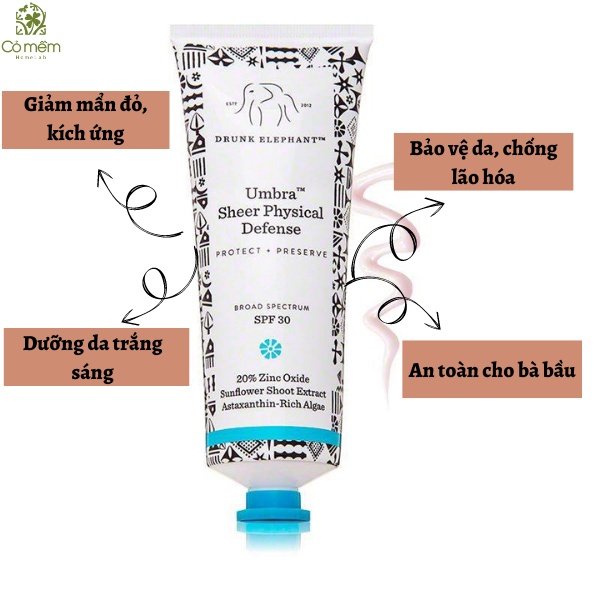 Cỏ mềm
HomeLab
Giảm mẩn đỏ,
kích ứng
Bảo vệ da, chống
lão hóa
Dưỡng da trắng
sáng
An toàn cho bà bầu
ESTD 2012
DRUNK ELEPHANT™
Umbra™
Sheer Physical
Defense
PROTECT + PRESERVE
BROAD SPECTRUM
SPF 30
20% Zinc Oxide
Sunflower Shoot Extract
Astaxanthin-Rich Algae